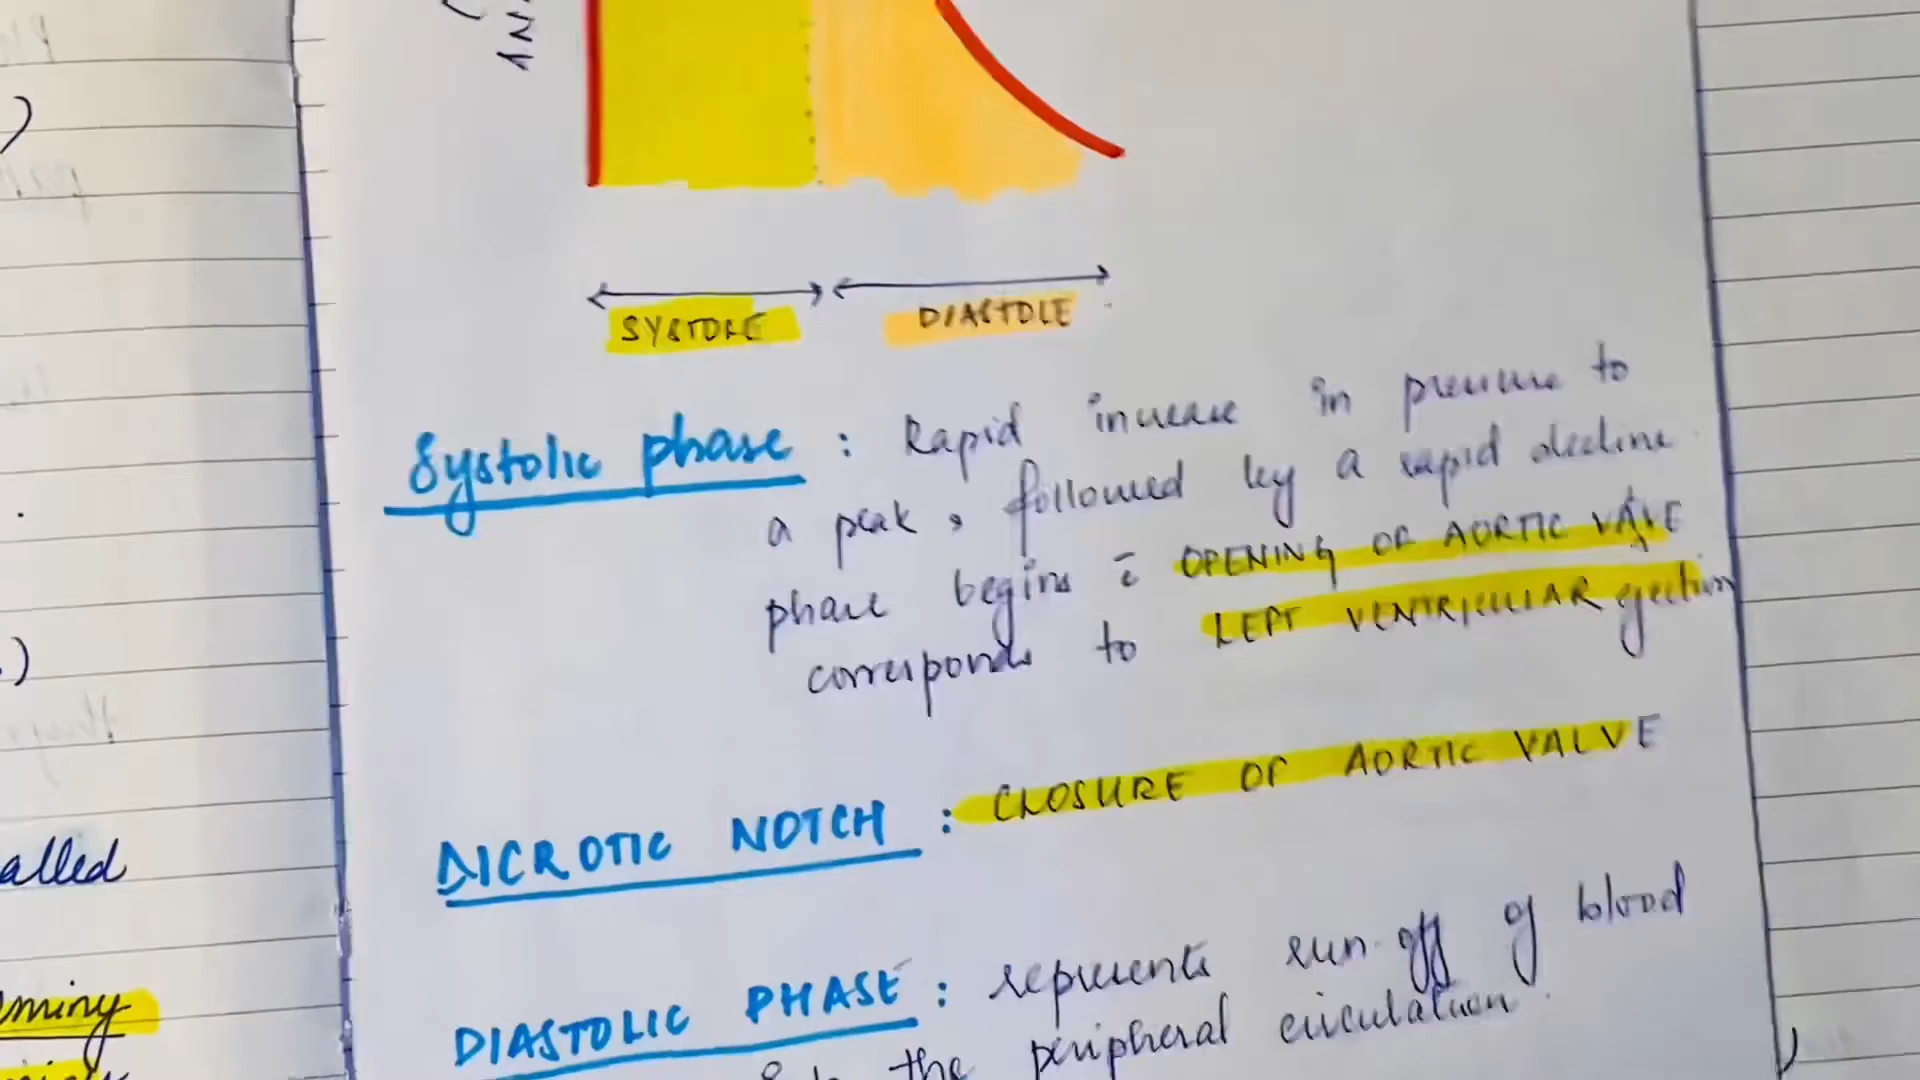 SYSTOLE
DIASTOLE
Systolic phase : Rapid increase in pressure to
a peak, followed by a rapid decline
phase begins c̄ OPENING OF AORTIC VALVE
corresponds to LEFT VENTRICULAR ejection
DICROTIC NOTCH : CLOSURE OF AORTIC VALVE
DIASTOLIC PHASE : represents run-off of blood
the peripheral circulation.
alled